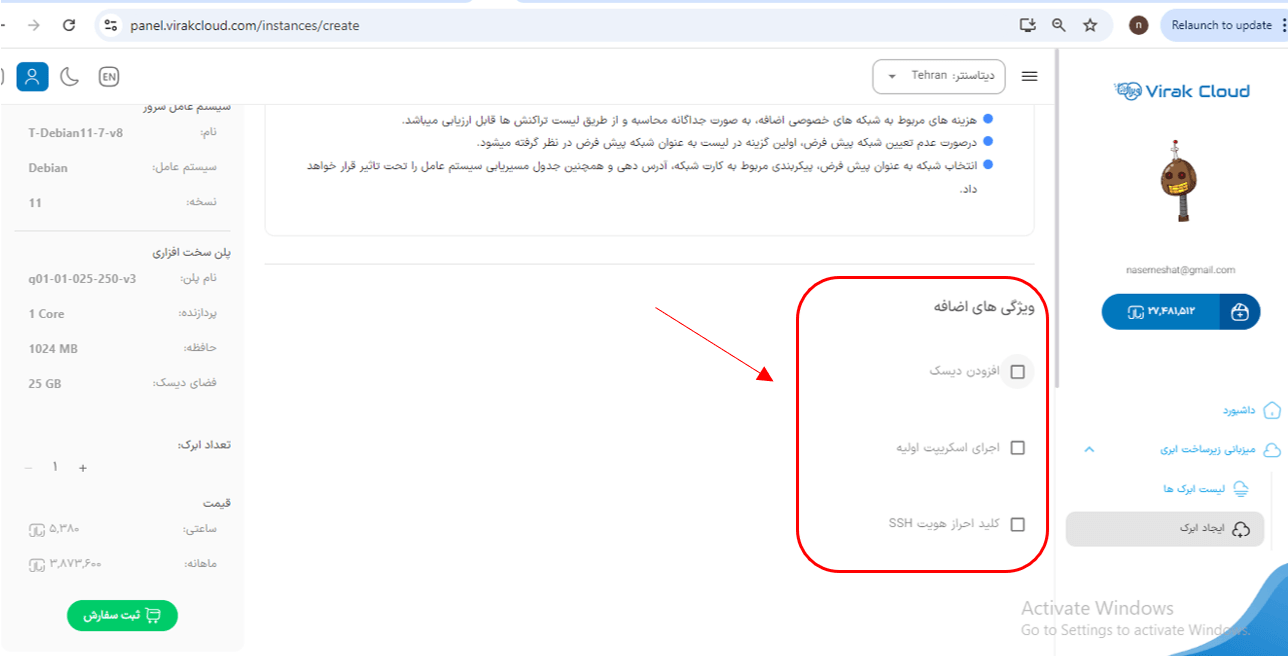 panel.virakcloud.com/instances/create
n
Relaunch to update
EN
دیتاسنتر: Tehran
Virak Cloud
هزینه های مربوط به شبکه های خصوصی اضافه، به صورت جداگانه محاسبه و از طریق لیست تراکنش ها قابل ارزیابی میباشد.
درصورت عدم تعیین شبکه پیش فرض، اولین گزینه در لیست به عنوان شبکه پیش فرض در نظر گرفته میشود.
انتخاب شبکه به عنوان پیش فرض، پیکربندی مربوط به کارت شبکه، آدرس دهی و همچنین جدول مسیریابی سیستم عامل را تحت تاثیر قرار خواهد
داد.
ویژگی های اضافه
افزودن دیسک
اجرای اسکریپت اولیه
کلید احراز هویت SSH
سیستم عامل سرور
نام: T-Debian11-7-v8
سیستم عامل: Debian
نسخه: 11
پلن سخت افزاری
نام پلن: q01-01-025-250-v3
پردازنده: 1 Core
حافظه: 1024 MB
فضای دیسک: 25 GB
تعداد ابرک:
+ ۱ −
قیمت
ساعتی: ۵,۳۸۰
ماهانه: ۳,۸۷۳,۶۰۰
ثبت سفارش
nasemeshat@gmail.com
۲۷,۴۸۱,۵۱۲
داشبورد
میزبانی زیرساخت ابری
لیست ابرک ها
ایجاد ابرک
Activate Windows
Go to Settings to activate Windows.